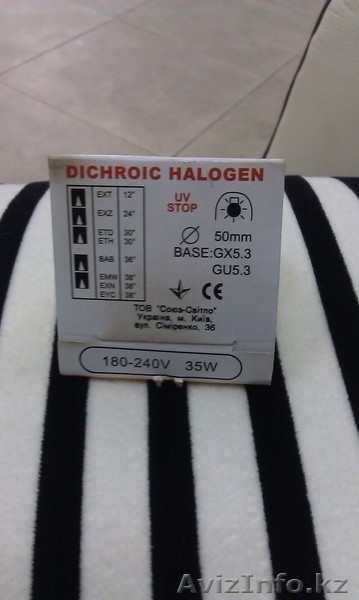 DICHROIC HALOGEN
EXT 12°
EXZ 24°
ETD 30°
ETH 30°
BAB 36°
EMW 38°
EXN 38°
EYC 38°
UV
STOP
50mm
BASE:GX5.3
GU5.3
CE
ТОВ "Союз-Світло"
Україна, м. Київ,
вул. Сіміренко, 36
180-240V 35W
AvizInfo.kz